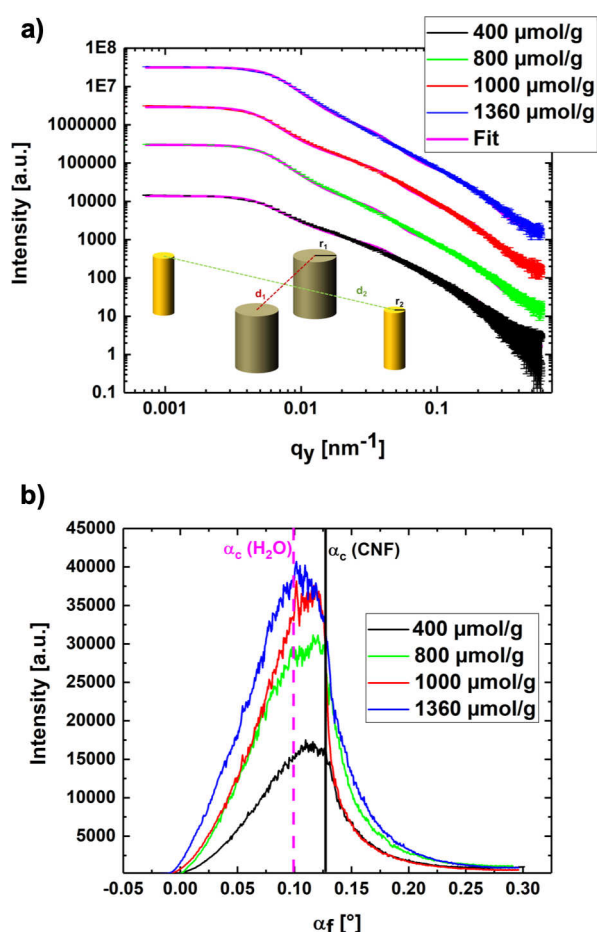 a)
1E8
1E7
1000000
100000
10000
1000
100
10
1
0.1
Intensity [a.u.]
400 µmol/g
800 µmol/g
1000 µmol/g
1360 µmol/g
Fit
r₁
d₁
d₂
r₂
0.001
0.01
0.1
qy [nm⁻¹]
b)
45000
40000
35000
30000
25000
20000
15000
10000
5000
Intensity [a.u.]
αc (H₂O)
αc (CNF)
400 µmol/g
800 µmol/g
1000 µmol/g
1360 µmol/g
-0.05
0.00
0.05
0.10
0.15
0.20
0.25
0.30
αf [°]